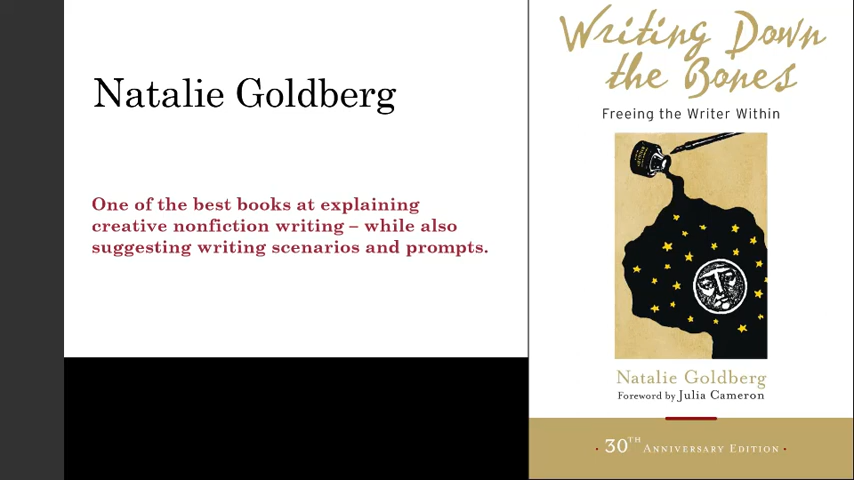 Natalie Goldberg
One of the best books at explaining
creative nonfiction writing – while also
suggesting writing scenarios and prompts.
Writing Down
the Bones
Freeing the Writer Within
Natalie Goldberg
Foreword by Julia Cameron
30TH ANNIVERSARY EDITION